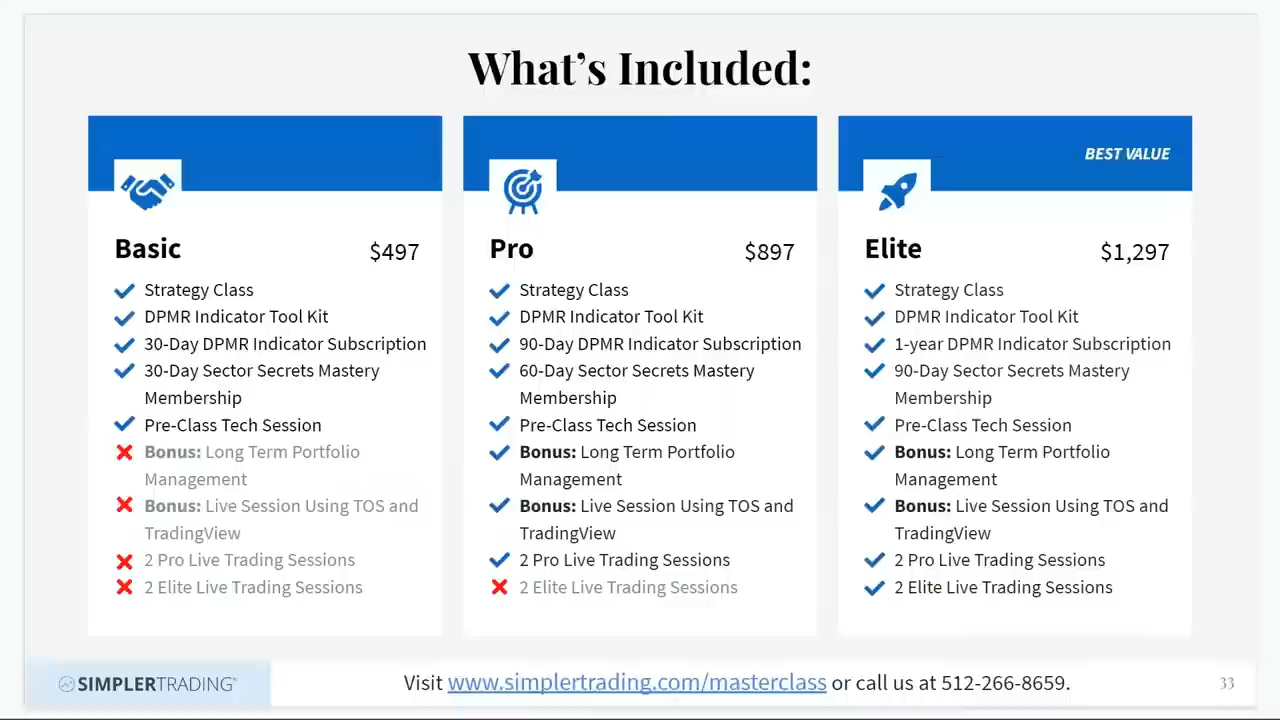 What's Included:
BEST VALUE
Basic
$497
Strategy Class
DPMR Indicator Tool Kit
30-Day DPMR Indicator Subscription
30-Day Sector Secrets Mastery
Membership
Pre-Class Tech Session
Bonus: Long Term Portfolio
Management
Bonus: Live Session Using TOS and
TradingView
2 Pro Live Trading Sessions
2 Elite Live Trading Sessions
Pro
$897
Strategy Class
DPMR Indicator Tool Kit
90-Day DPMR Indicator Subscription
60-Day Sector Secrets Mastery
Membership
Pre-Class Tech Session
Bonus: Long Term Portfolio
Management
Bonus: Live Session Using TOS and
TradingView
2 Pro Live Trading Sessions
2 Elite Live Trading Sessions
Elite
$1,297
Strategy Class
DPMR Indicator Tool Kit
1-year DPMR Indicator Subscription
90-Day Sector Secrets Mastery
Membership
Pre-Class Tech Session
Bonus: Long Term Portfolio
Management
Bonus: Live Session Using TOS and
TradingView
2 Pro Live Trading Sessions
2 Elite Live Trading Sessions
SIMPLERTRADING
Visit www.simplertrading.com/masterclass or call us at 512-266-8659.
33